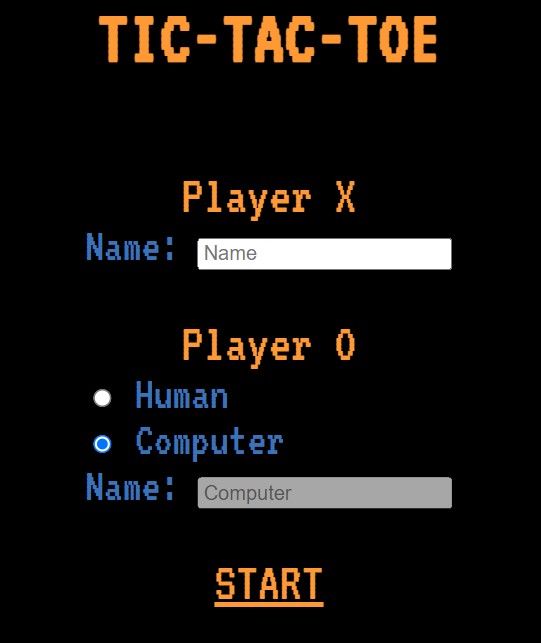 TIC-TAC-TOE
Player X
Name: Name
Player O
Human
Computer
Name: Computer
START